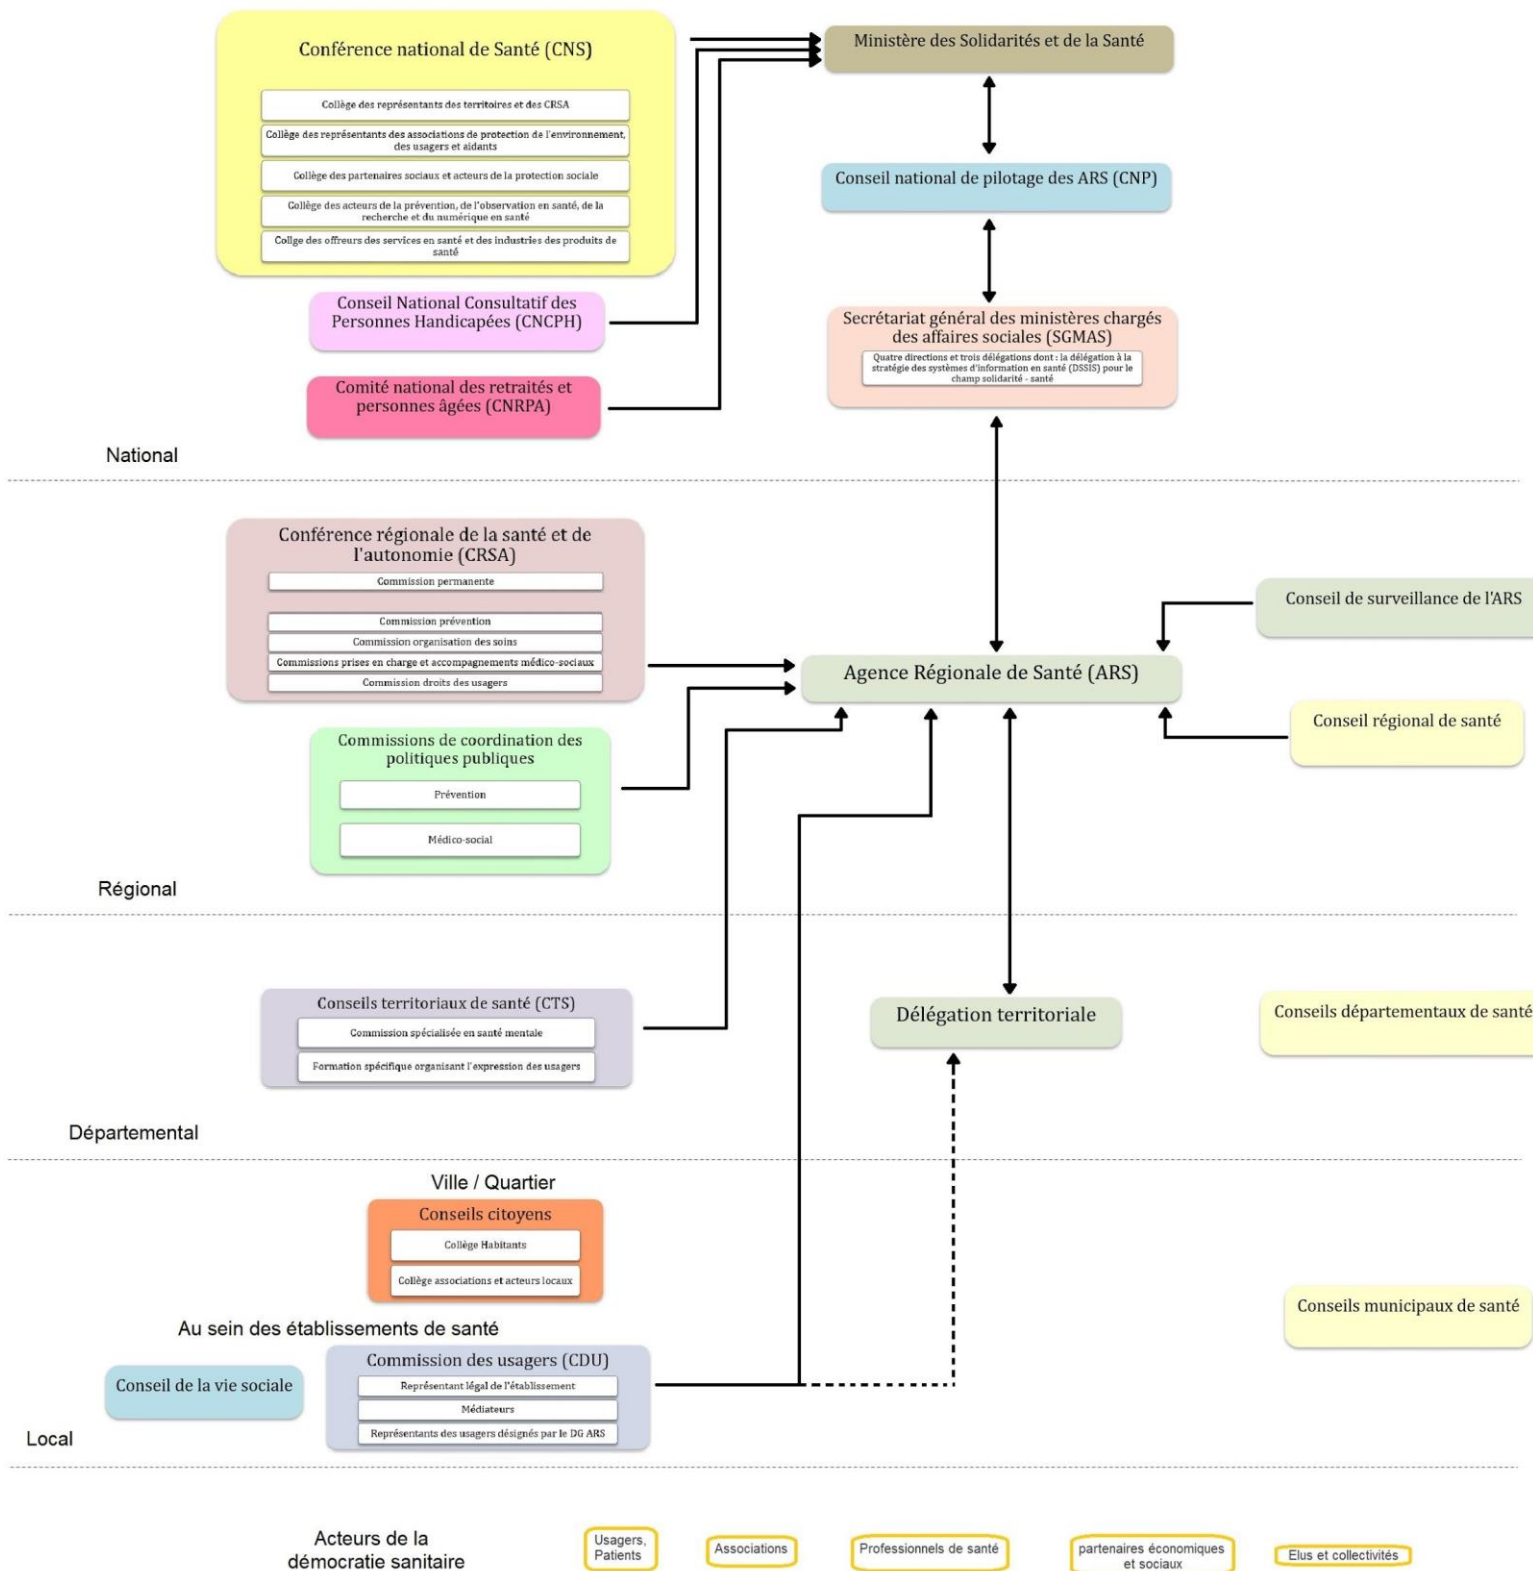 Conférence national de Santé (CNS)
Collège des représentants des territoires et des CRSA
Collège des représentants des associations de protection de l'environnement,
des usagers et aidants
Collège des partenaires sociaux et acteurs de la protection sociale
Collège des acteurs de la prévention, de l'observation en santé, de la
recherche et du numérique en santé
Collge des offreurs des services en santé et des industries des produits de
santé
Ministère des Solidarités et de la Santé
Conseil national de pilotage des ARS (CNP)
Conseil National Consultatif des
Personnes Handicapées (CNCPH)
Secrétariat général des ministères chargés
des affaires sociales (SGMAS)
Quatre directions et trois délégations dont : la délégation à la
stratégie des systèmes d'information en santé (DSSIS) pour le
champ solidarité - santé
Comité national des retraités et
personnes âgées (CNRPA)
National
Conférence régionale de la santé et de
l'autonomie (CRSA)
Commission permanente
Commission prévention
Commission organisation des soins
Commissions prises en charge et accompagnements médico-sociaux
Commission droits des usagers
Conseil de surveillance de l'ARS
Agence Régionale de Santé (ARS)
Conseil régional de santé
Commissions de coordination des
politiques publiques
Prévention
Médico-social
Régional
Conseils territoriaux de santé (CTS)
Commission spécialisée en santé mentale
Formation spécifique organisant l'expression des usagers
Délégation territoriale
Conseils départementaux de santé
Départemental
Ville / Quartier
Conseils citoyens
Collège Habitants
Collège associations et acteurs locaux
Conseils municipaux de santé
Au sein des établissements de santé
Conseil de la vie sociale
Commission des usagers (CDU)
Représentant légal de l'établissement
Médiateurs
Représentants des usagers désignés par le DG ARS
Local
Acteurs de la
démocratie sanitaire
Usagers,
Patients
Associations
Professionnels de santé
partenaires économiques
et sociaux
Elus et collectivités